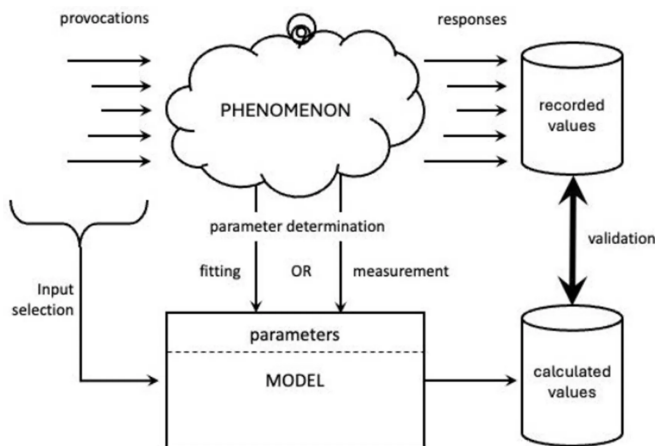 provocations
responses
PHENOMENON
recorded
values
parameter determination
fitting OR measurement
validation
Input
selection
parameters
MODEL
calculated
values